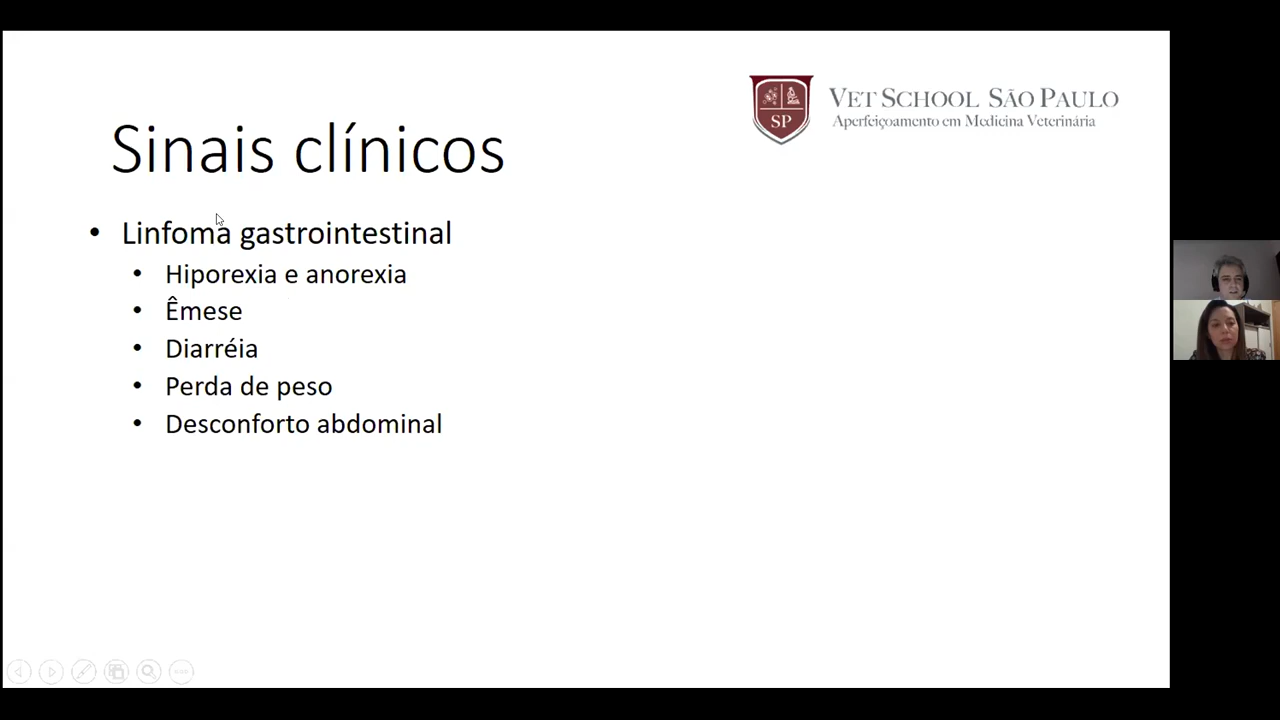 VET SCHOOL SÃO PAULO
SP
Aperfeiçoamento em Medicina Veterinária
Sinais clínicos
• Linfoma gastrointestinal
• Hiporexia e anorexia
• Êmese
• Diarréia
• Perda de peso
• Desconforto abdominal